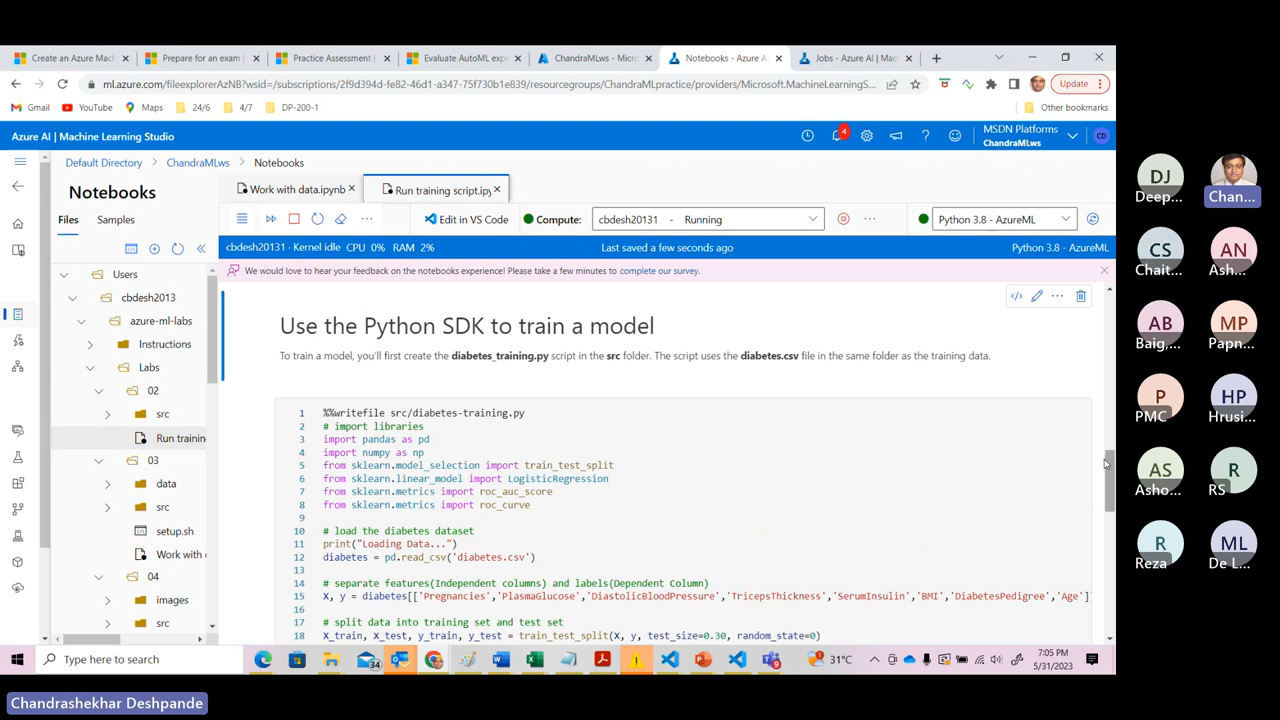 Create an Azure Mac
Prepare for an exam |
Practice Assessment |
Evaluate AutoML exp
ChandraMLws - Micro
Notebooks - Azure A
Jobs - Azure AI | Mach
ml.azure.com/fileexplorerAzNB?wsid=/subscriptions/2f9d394d-fe82-46d1-a347-75f730b1e938/resourcegroups/ChandraMLpractice/providers/Microsoft.MachineLearningS...
Update
Gmail
YouTube
Maps
24/6
4/7
DP-200-1
Other bookmarks
Azure AI | Machine Learning Studio
4
MSDN Platforms
ChandraMLws
CD
Default Directory
ChandraMLws
Notebooks
Notebooks
Work with data.ipynb
Run training script.ipy
Files
Samples
Edit in VS Code
Compute:
cbdesh20131 - Running
Python 3.8 - AzureML
cbdesh20131 · Kernel idle CPU 0% RAM 2%
Last saved a few seconds ago
Python 3.8 - AzureML
We would love to hear your feedback on the notebooks experience! Please take a few minutes to complete our survey.
Users
cbdesh2013
azure-ml-labs
Instructions
Labs
02
src
Run trainin
03
data
src
setup.sh
Work with
04
images
src
Use the Python SDK to train a model
To train a model, you'll first create the diabetes_training.py script in the src folder. The script uses the diabetes.csv file in the same folder as the training data.
1 %%writefile src/diabetes-training.py
2 # import libraries
3 import pandas as pd
4 import numpy as np
5 from sklearn.model_selection import train_test_split
6 from sklearn.linear_model import LogisticRegression
7 from sklearn.metrics import roc_auc_score
8 from sklearn.metrics import roc_curve
9
10 # load the diabetes dataset
11 print("Loading Data...")
12 diabetes = pd.read_csv('diabetes.csv')
13
14 # separate features(Independent columns) and labels(Dependent Column)
15 X, y = diabetes[['Pregnancies','PlasmaGlucose','DiastolicBloodPressure','TricepsThickness','SerumInsulin','BMI','DiabetesPedigree','Age']
16
17 # split data into training set and test set
18 X_train, X_test, y_train, y_test = train_test_split(X, y, test_size=0.30, random_state=0)
Type here to search
34
9
31°C
7:05 PM
5/31/2023
DJ
Deep...
Chan...
CS
Chait...
AN
Ash...
AB
Baig,...
MP
Papn...
P
PMC
HP
Hrusi...
AS
Asho...
R
RS
Reza
ML
De L...
Chandrashekhar Deshpande